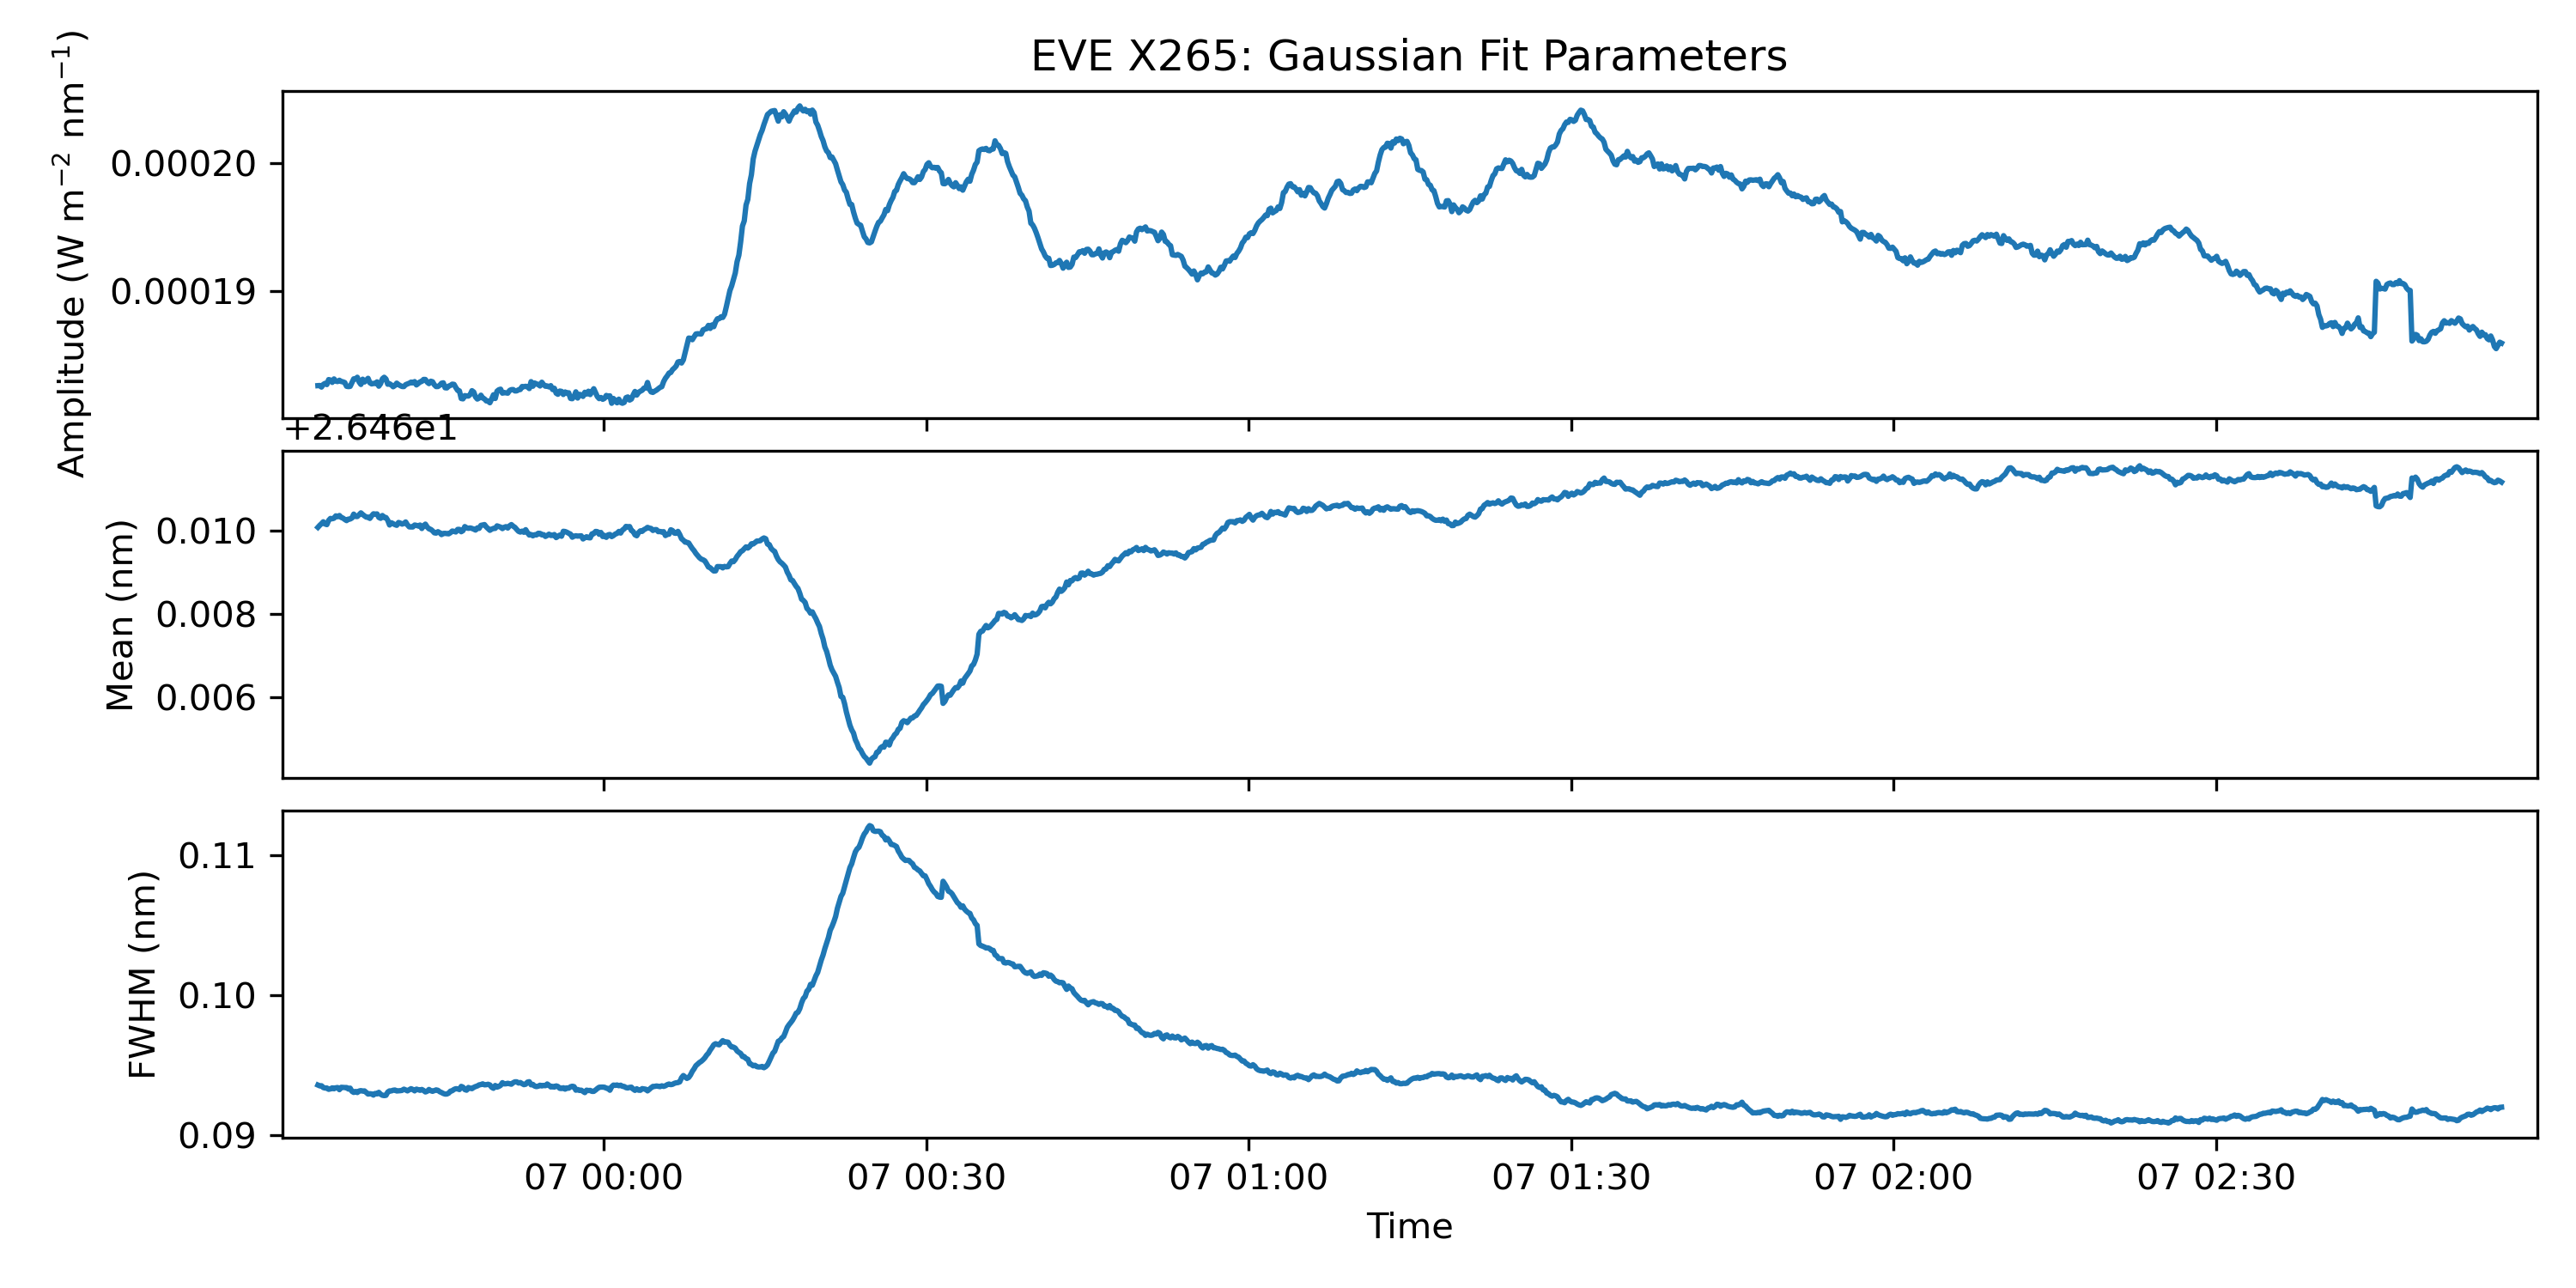 EVE X265: Gaussian Fit Parameters
Amplitude (W m⁻² nm⁻¹)
0.00020
0.00019
+2.646e1
Mean (nm)
0.010
0.008
0.006
FWHM (nm)
0.11
0.10
0.09
07 00:00 07 00:30 07 01:00 07 01:30 07 02:00 07 02:30
Time